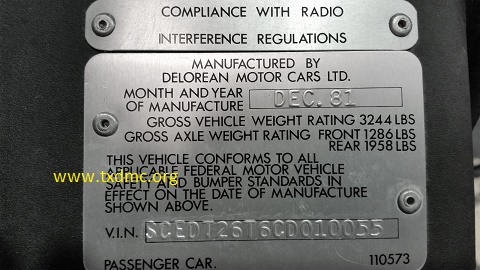 COMPLIANCE WITH RADIO
INTERFERENCE REGULATIONS
MANUFACTURED BY
DELOREAN MOTOR CARS LTD.
MONTH AND YEAR
OF MANUFACTURE DEC. 81
GROSS VEHICLE WEIGHT RATING 3244 LBS
GROSS AXLE WEIGHT RATING FRONT 1286 LBS
REAR 1958 LBS
THIS VEHICLE CONFORMS TO ALL
APPLICABLE FEDERAL MOTOR VEHICLE
www.txdmc.org
SAFETY AND BUMPER STANDARDS IN
EFFECT ON THE DATE OF MANUFACTURE
SHOWN ABOVE.
V.I.N. SCEDT26T6CD010055
PASSENGER CAR. 110573